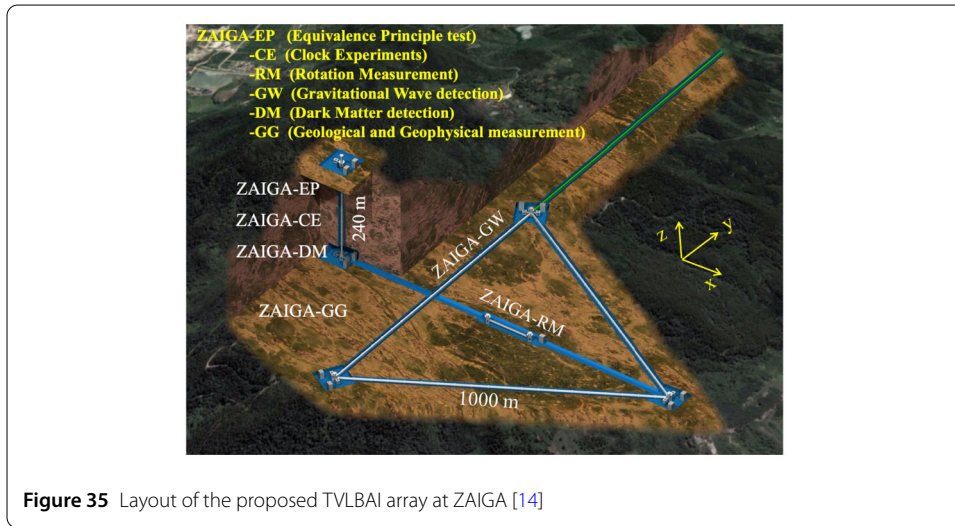 ZAIGA-EP (Equivalence Principle test)
-CE (Clock Experiments)
-RM (Rotation Measurement)
-GW (Gravitational Wave detection)
-DM (Dark Matter detection)
-GG (Geological and Geophysical measurement)
ZAIGA-EP
ZAIGA-CE
ZAIGA-DM
240 m
ZAIGA-GW
z
y
x
ZAIGA-GG
ZAIGA-RM
1000 m
Figure 35 Layout of the proposed TVLBAI array at ZAIGA [14]